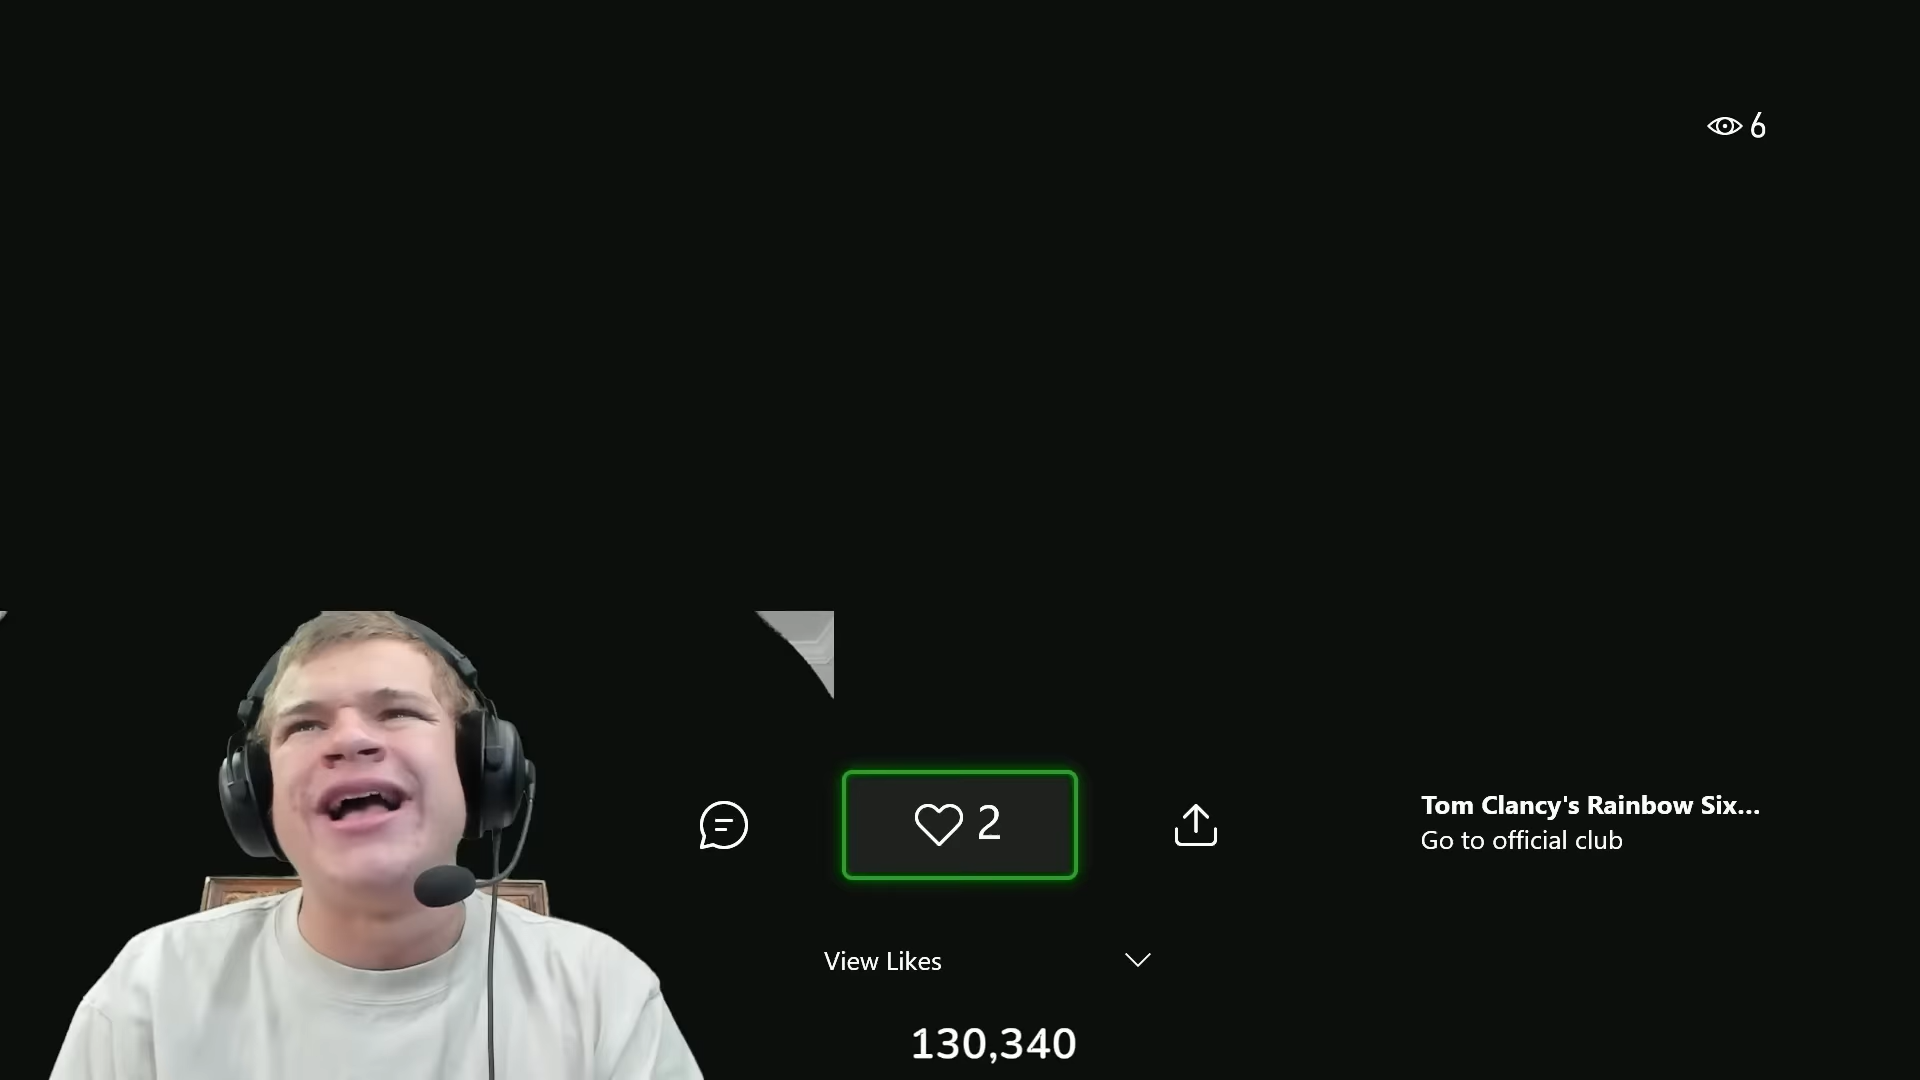 6
2
Tom Clancy's Rainbow Six...
Go to official club
View Likes
130,340